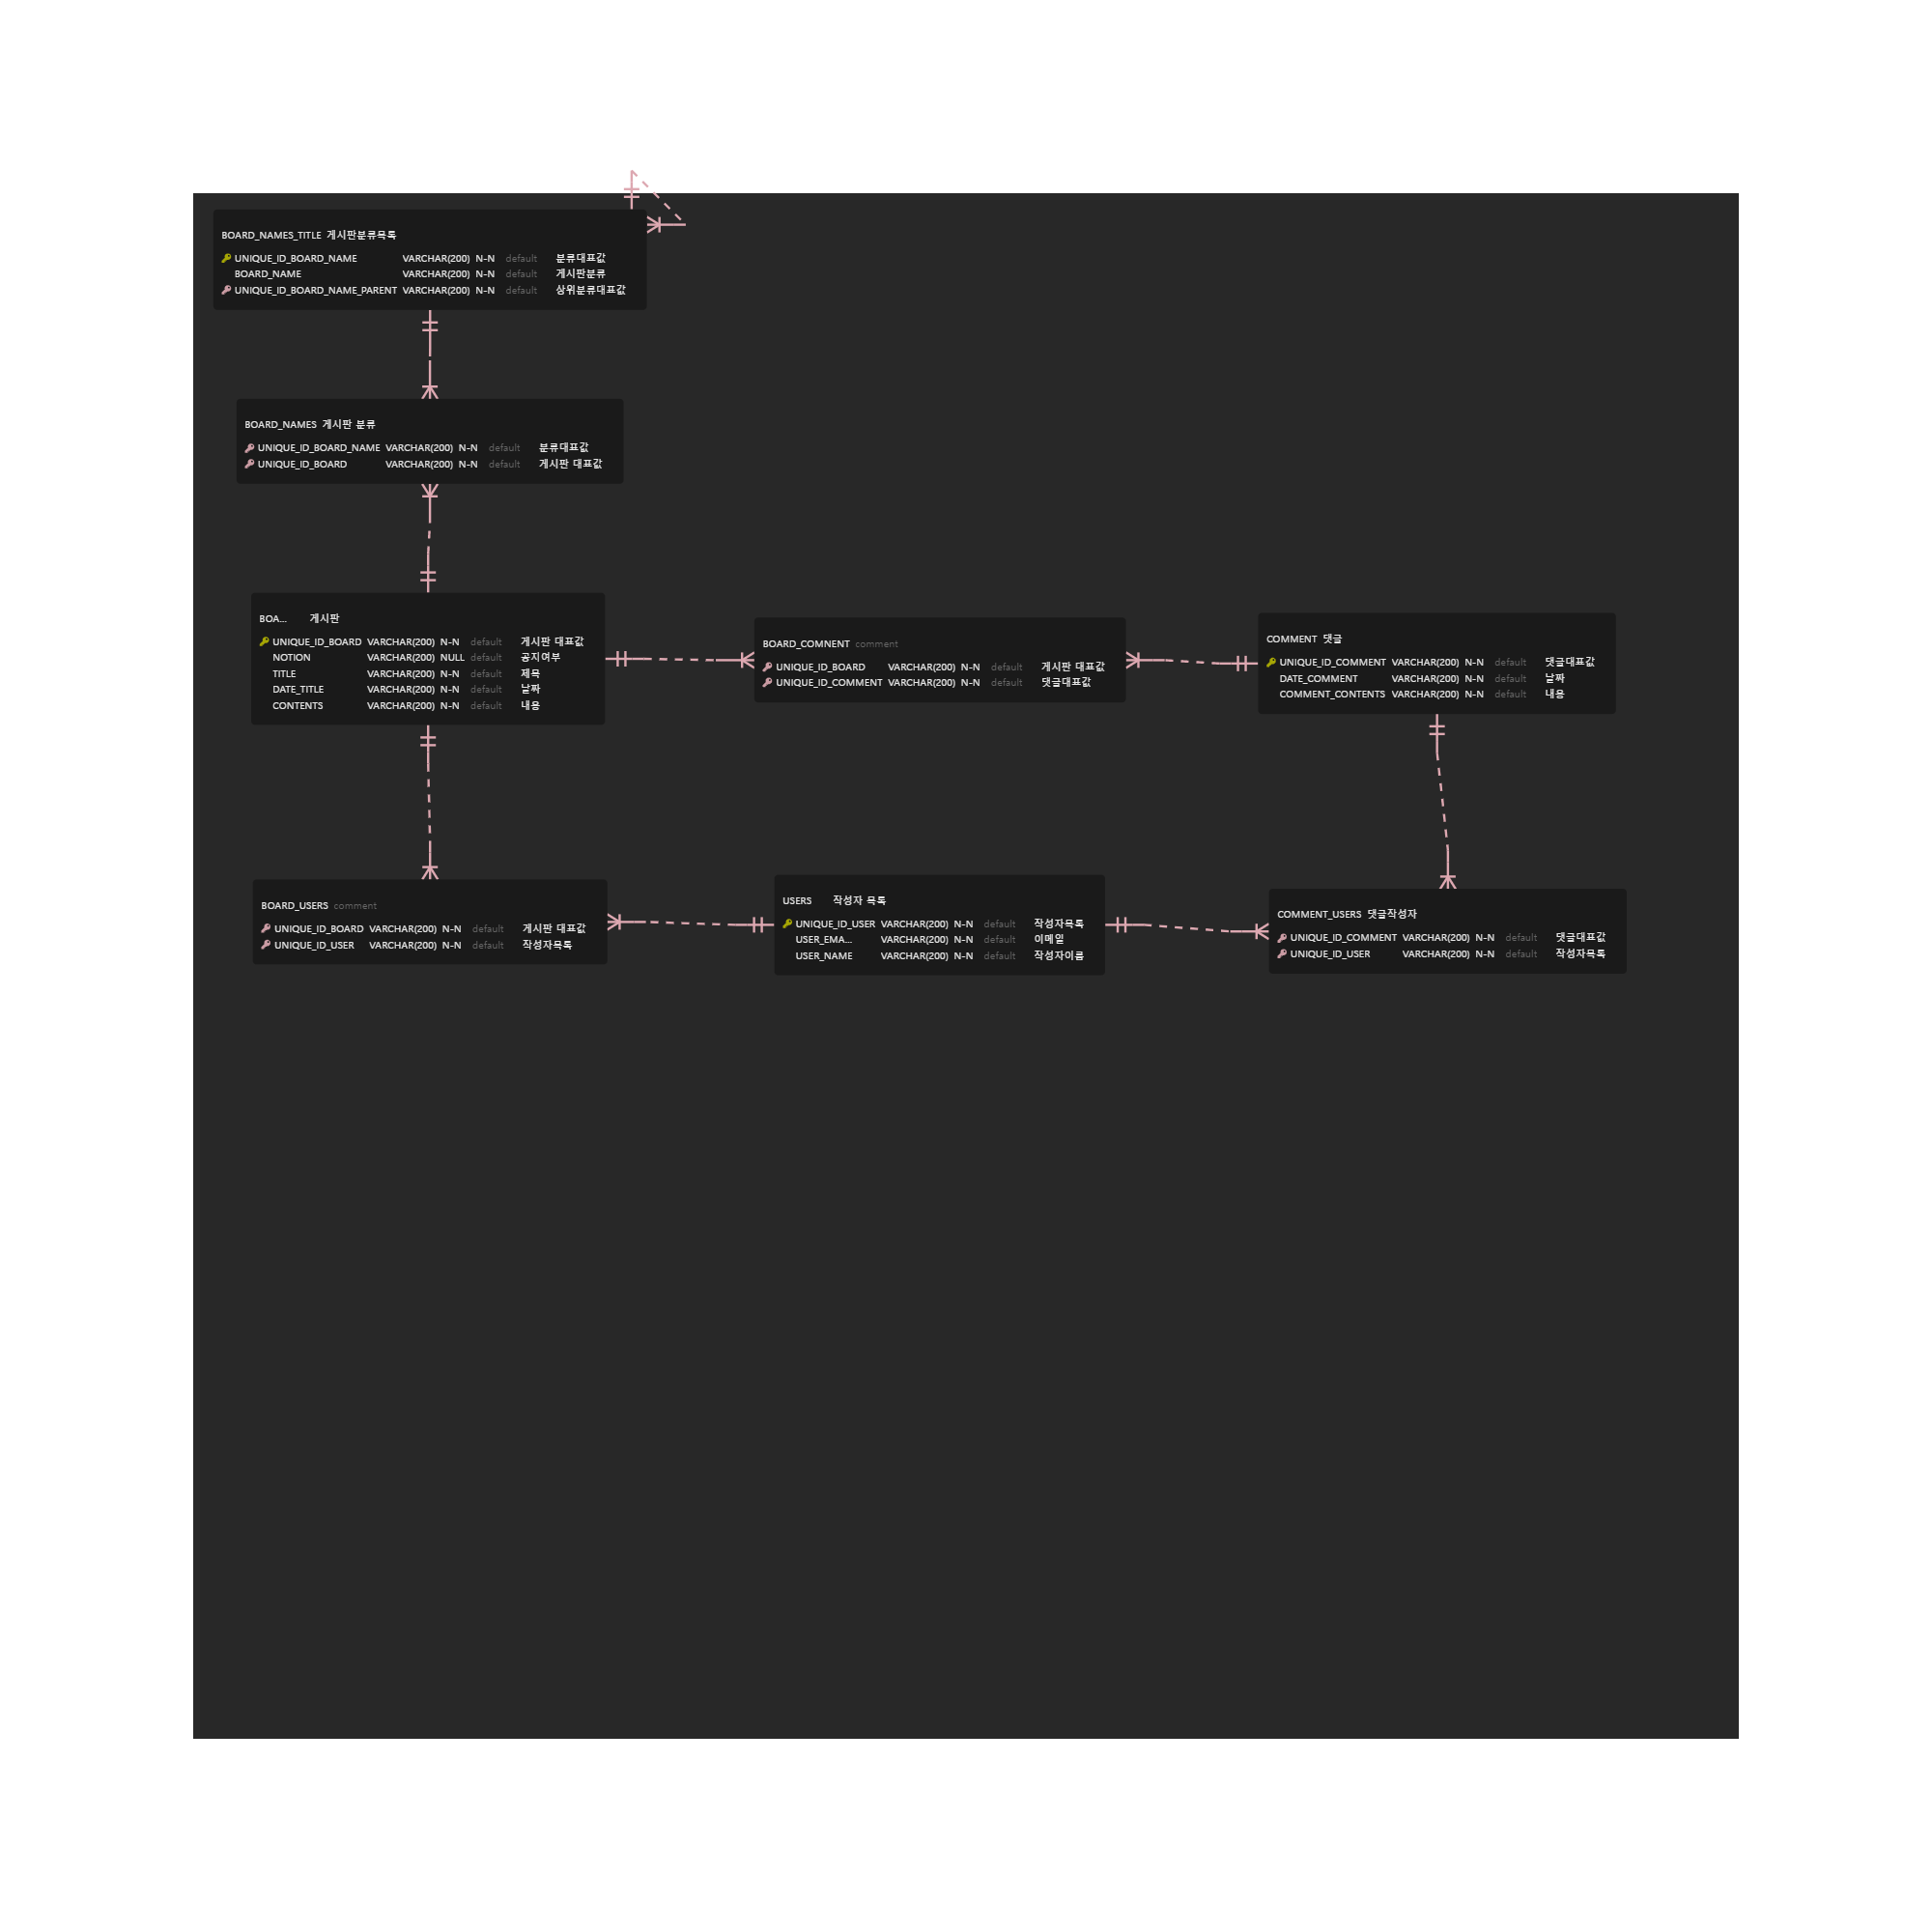 BOARD_NAMES_TITLE 게시판분류목록
UNIQUE_ID_BOARD_NAME VARCHAR(200) N-N default 분류대표값
BOARD_NAME VARCHAR(200) N-N default 게시판분류
UNIQUE_ID_BOARD_NAME_PARENT VARCHAR(200) N-N default 상위분류대표값
BOARD_NAMES 게시판 분류
UNIQUE_ID_BOARD_NAME VARCHAR(200) N-N default 분류대표값
UNIQUE_ID_BOARD VARCHAR(200) N-N default 게시판 대표값
BOA... 게시판
UNIQUE_ID_BOARD VARCHAR(200) N-N default 게시판 대표값
NOTION VARCHAR(200) NULL default 공지여부
TITLE VARCHAR(200) N-N default 제목
DATE_TITLE VARCHAR(200) N-N default 날짜
CONTENTS VARCHAR(200) N-N default 내용
BOARD_COMNENT comment
UNIQUE_ID_BOARD VARCHAR(200) N-N default 게시판 대표값
UNIQUE_ID_COMMENT VARCHAR(200) N-N default 댓글대표값
COMMENT 댓글
UNIQUE_ID_COMMENT VARCHAR(200) N-N default 댓글대표값
DATE_COMMENT VARCHAR(200) N-N default 날짜
COMMENT_CONTENTS VARCHAR(200) N-N default 내용
BOARD_USERS comment
UNIQUE_ID_BOARD VARCHAR(200) N-N default 게시판 대표값
UNIQUE_ID_USER VARCHAR(200) N-N default 작성자목록
USERS 작성자 목록
UNIQUE_ID_USER VARCHAR(200) N-N default 작성자목록
USER_EMA... VARCHAR(200) N-N default 이메일
USER_NAME VARCHAR(200) N-N default 작성자이름
COMMENT_USERS 댓글작성자
UNIQUE_ID_COMMENT VARCHAR(200) N-N default 댓글대표값
UNIQUE_ID_USER VARCHAR(200) N-N default 작성자목록